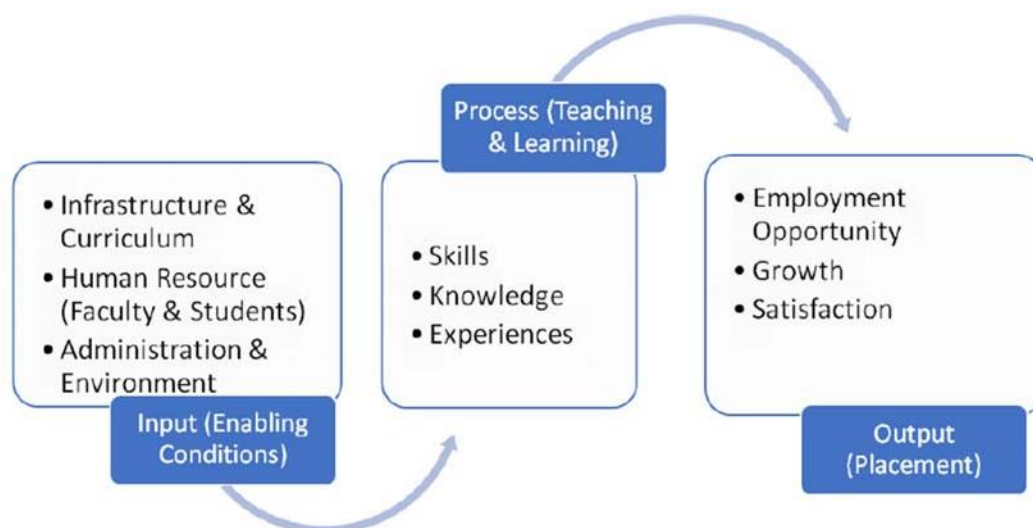 • Infrastructure &
Curriculum
• Human Resource
(Faculty & Students)
• Administration &
Environment
Input (Enabling
Conditions)
Process (Teaching
& Learning)
• Skills
• Knowledge
• Experiences
• Employment
Opportunity
• Growth
• Satisfaction
Output
(Placement)